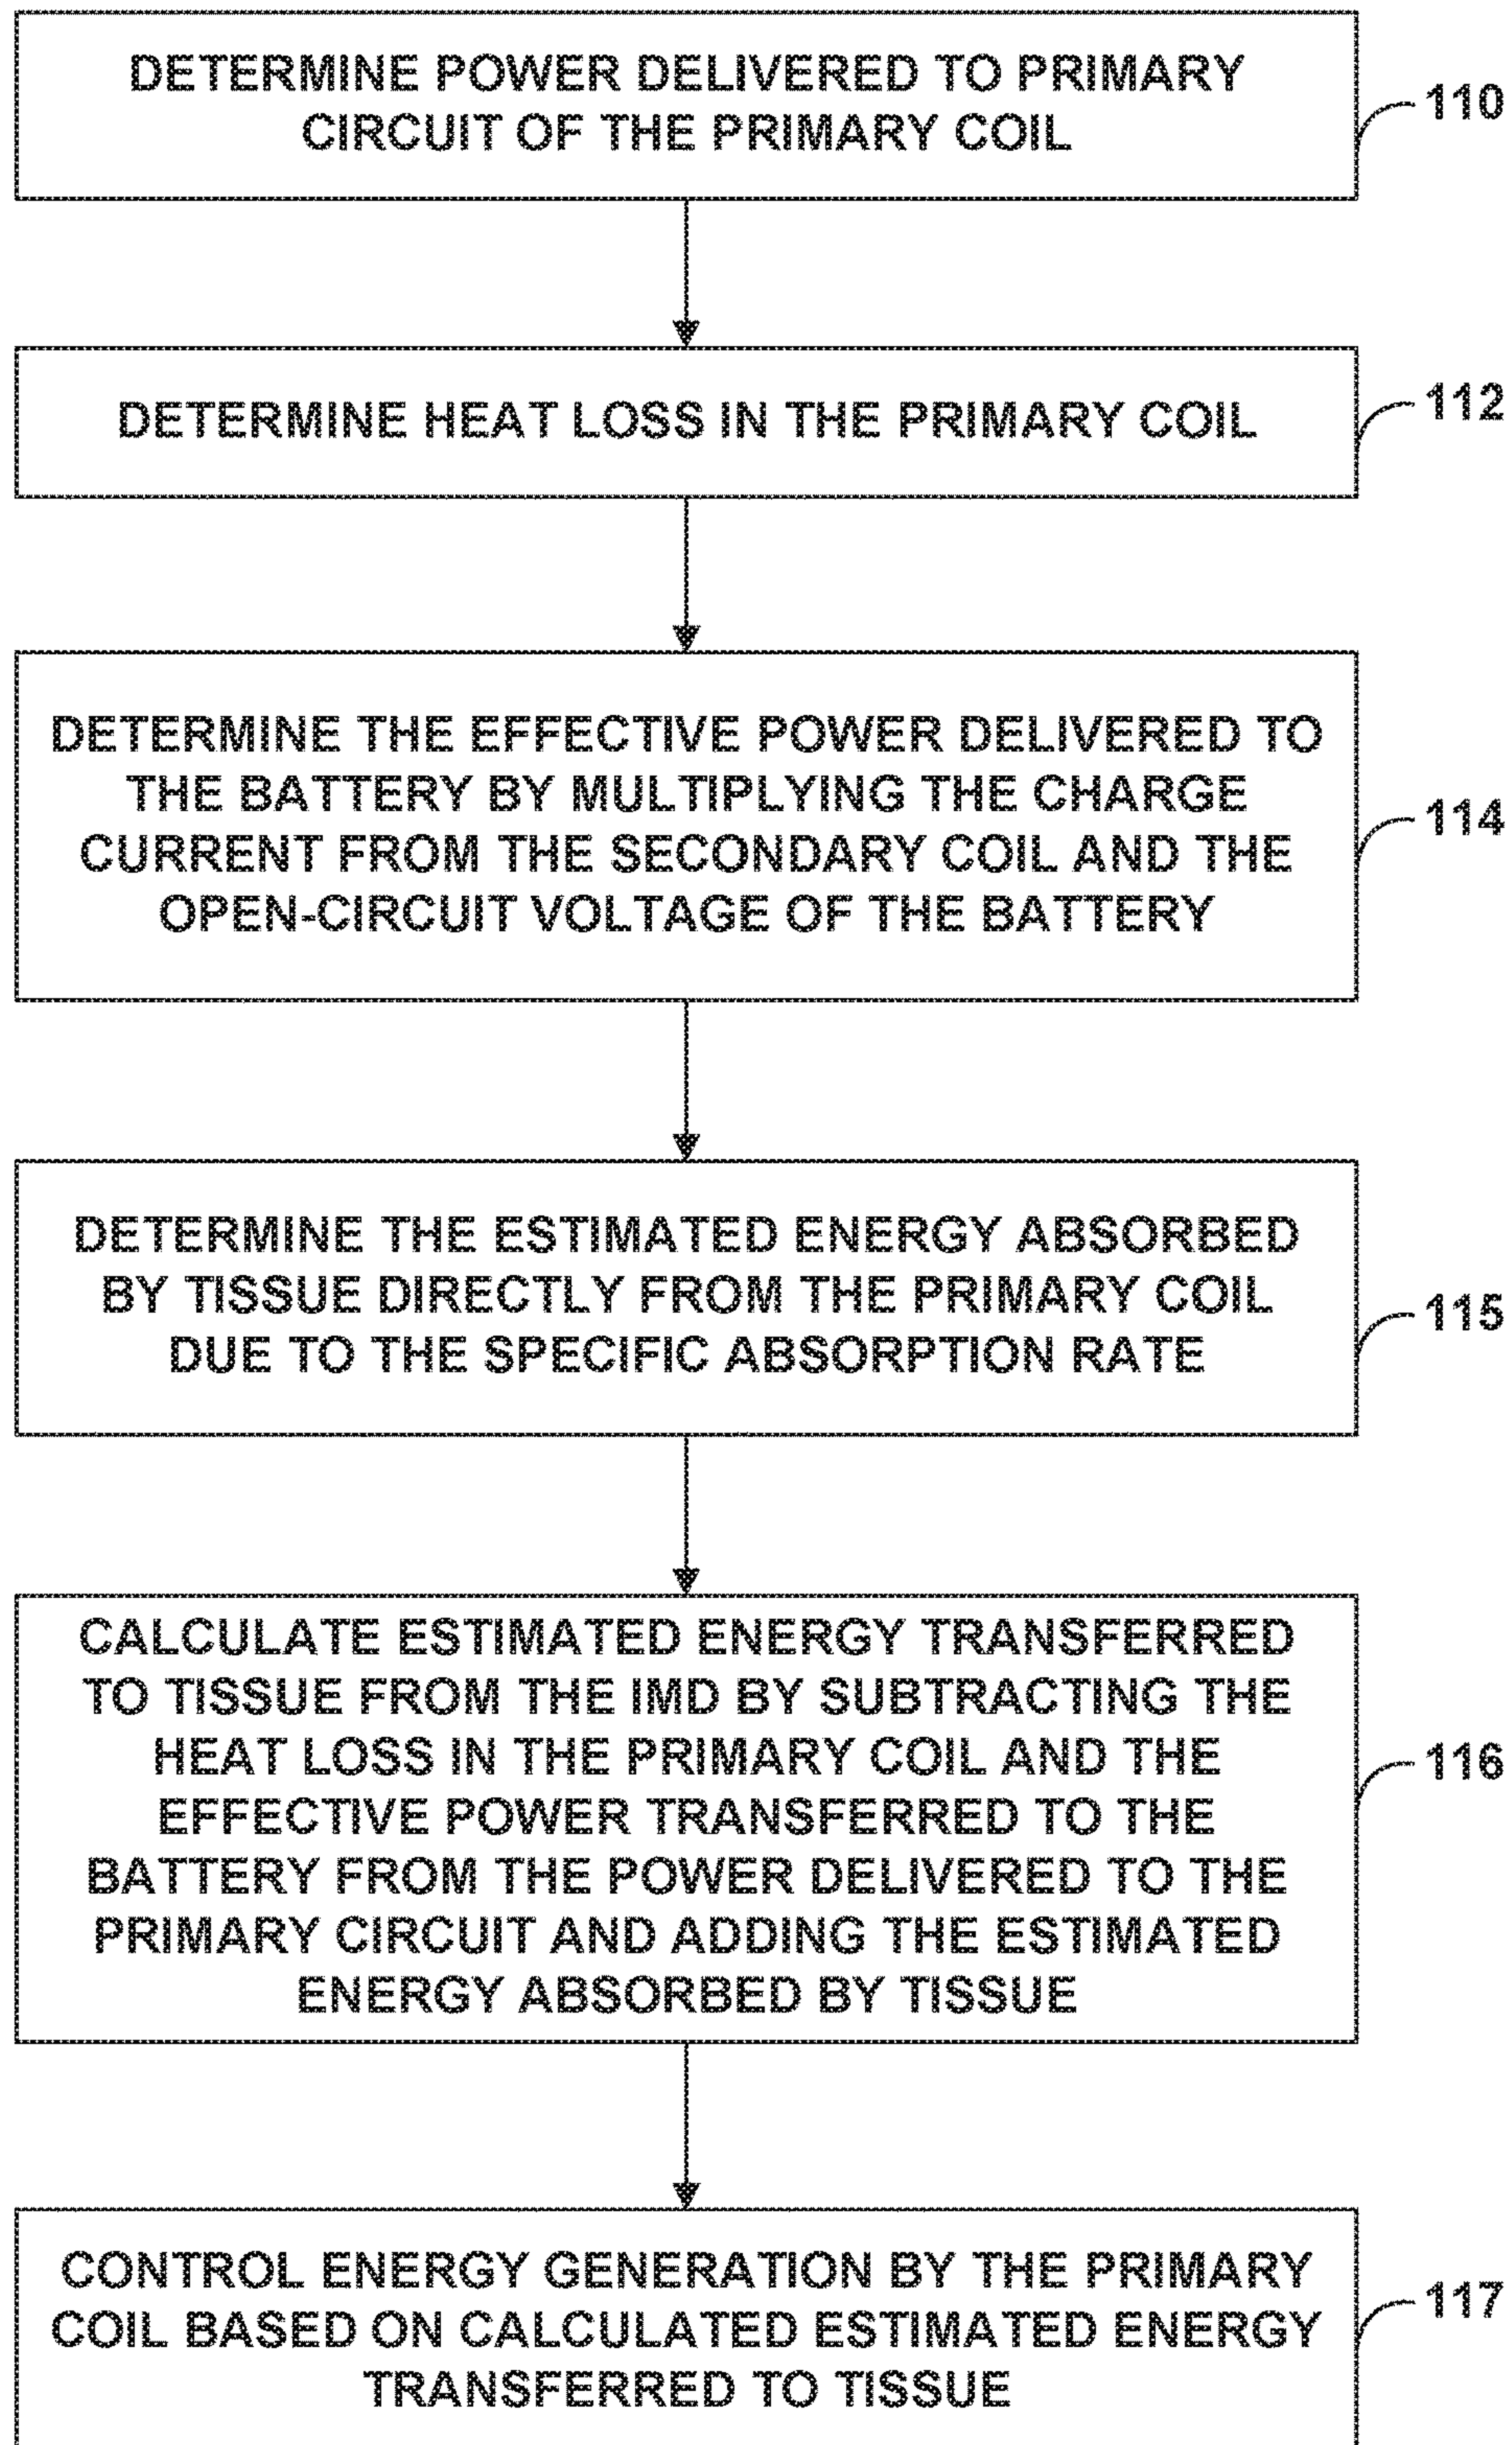 DETERMINE POWER DELIVERED TO PRIMARY
CIRCUIT OF THE PRIMARY COIL
110
DETERMINE HEAT LOSS IN THE PRIMARY COIL
112
DETERMINE THE EFFECTIVE POWER DELIVERED TO
THE BATTERY BY MULTIPLYING THE CHARGE
CURRENT FROM THE SECONDARY COIL AND THE
OPEN-CIRCUIT VOLTAGE OF THE BATTERY
114
DETERMINE THE ESTIMATED ENERGY ABSORBED
BY TISSUE DIRECTLY FROM THE PRIMARY COIL
DUE TO THE SPECIFIC ABSORPTION RATE
115
CALCULATE ESTIMATED ENERGY TRANSFERRED
TO TISSUE FROM THE IMD BY SUBTRACTING THE
HEAT LOSS IN THE PRIMARY COIL AND THE
EFFECTIVE POWER TRANSFERRED TO THE
BATTERY FROM THE POWER DELIVERED TO THE
PRIMARY CIRCUIT AND ADDING THE ESTIMATED
ENERGY ABSORBED BY TISSUE
116
CONTROL ENERGY GENERATION BY THE PRIMARY
COIL BASED ON CALCULATED ESTIMATED ENERGY
TRANSFERRED TO TISSUE
117